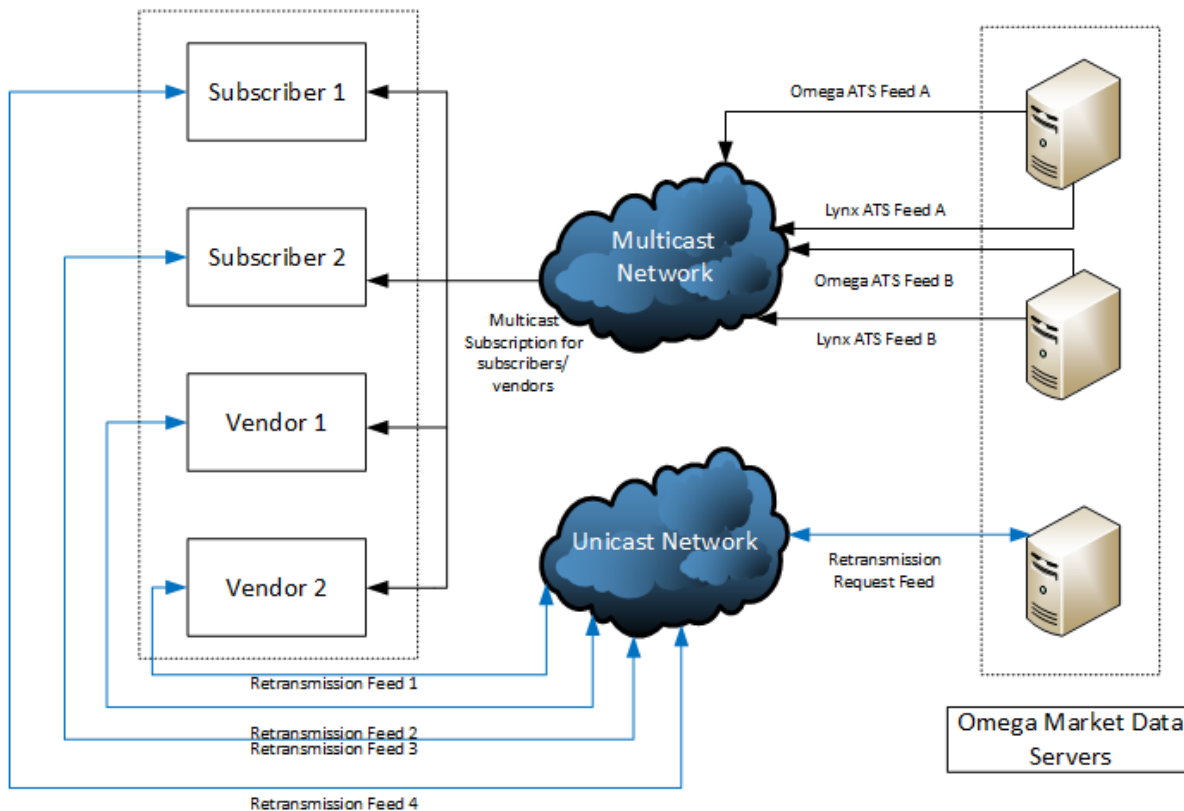 Subscriber 1
Subscriber 2
Vendor 1
Vendor 2
Multicast
Subscription for
subscribers/
vendors
Multicast
Network
Omega ATS Feed A
Lynx ATS Feed A
Omega ATS Feed B
Lynx ATS Feed B
Unicast Network
Retransmission
Request Feed
Retransmission Feed 1
Retransmission Feed 2
Retransmission Feed 3
Retransmission Feed 4
Omega Market Data
Servers